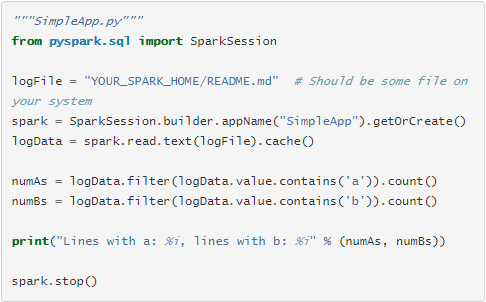 """SimpleApp.py"""
from pyspark.sql import SparkSession

logFile = "YOUR_SPARK_HOME/README.md"  # Should be some file on
your system
spark = SparkSession.builder.appName("SimpleApp").getOrCreate()
logData = spark.read.text(logFile).cache()

numAs = logData.filter(logData.value.contains('a')).count()
numBs = logData.filter(logData.value.contains('b')).count()

print("Lines with a: %i, lines with b: %i" % (numAs, numBs))

spark.stop()